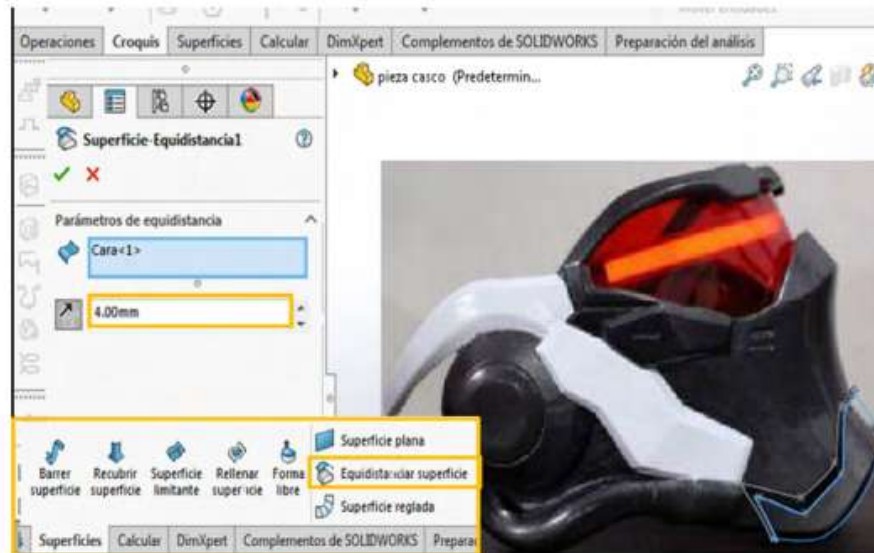 Operaciones Croquis Superficies Calcular DimXpert Complementos de SOLIDWORKS Preparación del análisis
pieza casco (Predetermin...
Superficie-Equidistancia1
Parámetros de equidistancia
Cara<1>
4.00mm
Barrer superficie
Recubrir superficie
Superficie limitante
Rellenar superficie
Forma libre
Superficie plana
Equidistanciar superficie
Superficie reglada
Superficies Calcular DimXpert Complementos de SOLIDWORKS Prepara